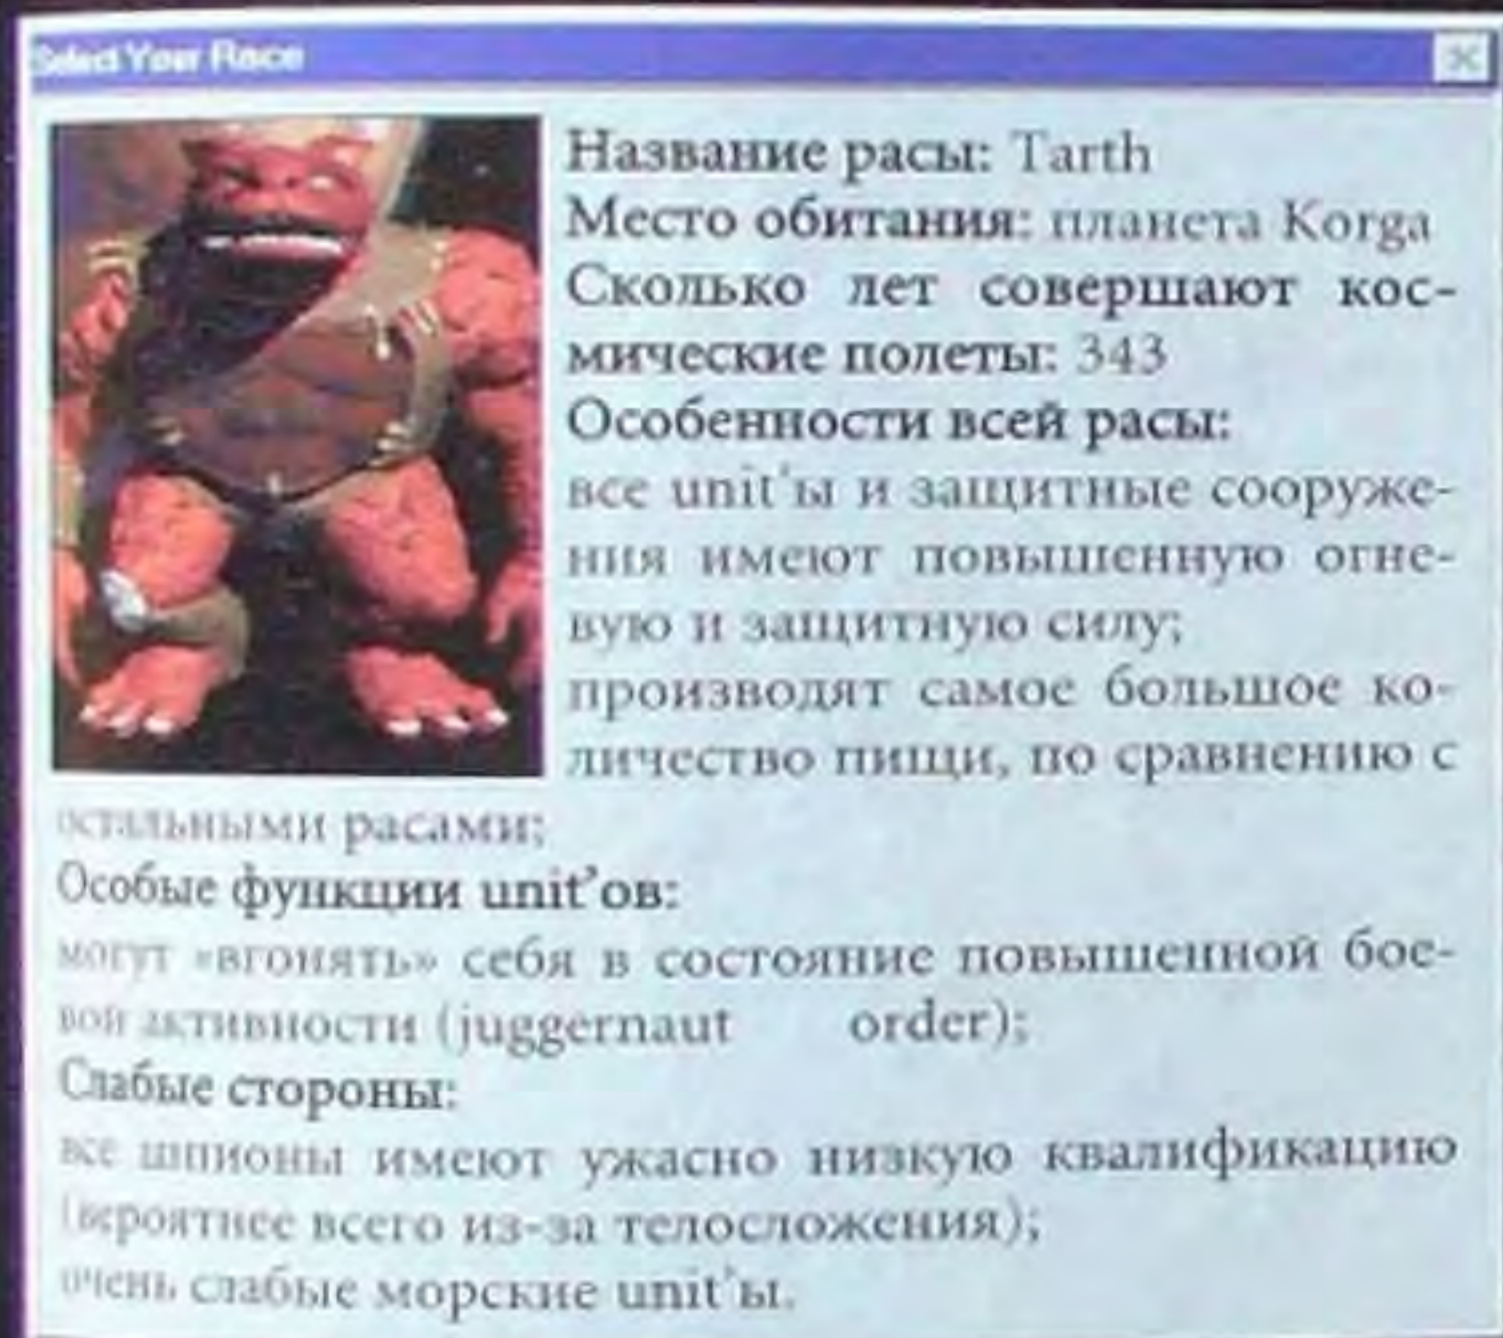 Select Your Race
Название расы: Tarth
Место обитания: планета Korga
Сколько лет совершают кос-
мические полеты: 343
Особенности всей расы:
все unit'ы и защитные сооруже-
ния имеют повышенную огне-
вую и защитную силу;
производят самое большое ко-
личество пищи, по сравнению с
остальными расами;
Особые функции unit’ов:
могут «вгонять» себя в состояние повышенной бое-
вой активности (juggernaut order);
Слабые стороны:
все шпионы имеют ужасно низкую квалификацию
(вероятнее всего из-за телосложения);
очень слабые морские unit'ы.